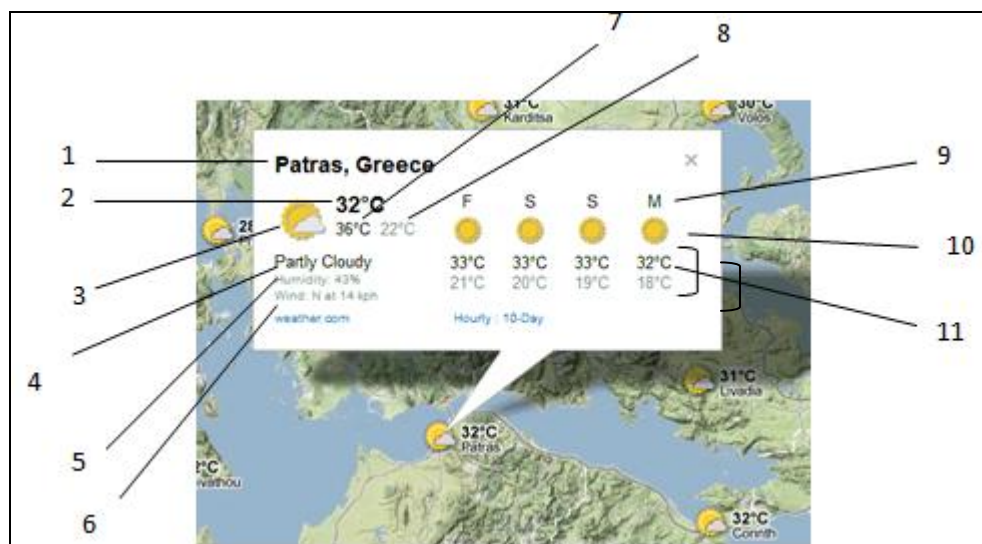 7
8
31°C
Karditsa
30°C
Volos
1
Patras, Greece
×
9
2
32°C
F S S M
36°C 22°C
10
3
Partly Cloudy
33°C 33°C 33°C 32°C
Humidity: 43%
21°C 20°C 19°C 18°C
Wind: N at 14 kph
11
weather.com
Hourly : 10-Day
4
31°C
Livadia
5
32°C
Patras
6
32°C
Corinth